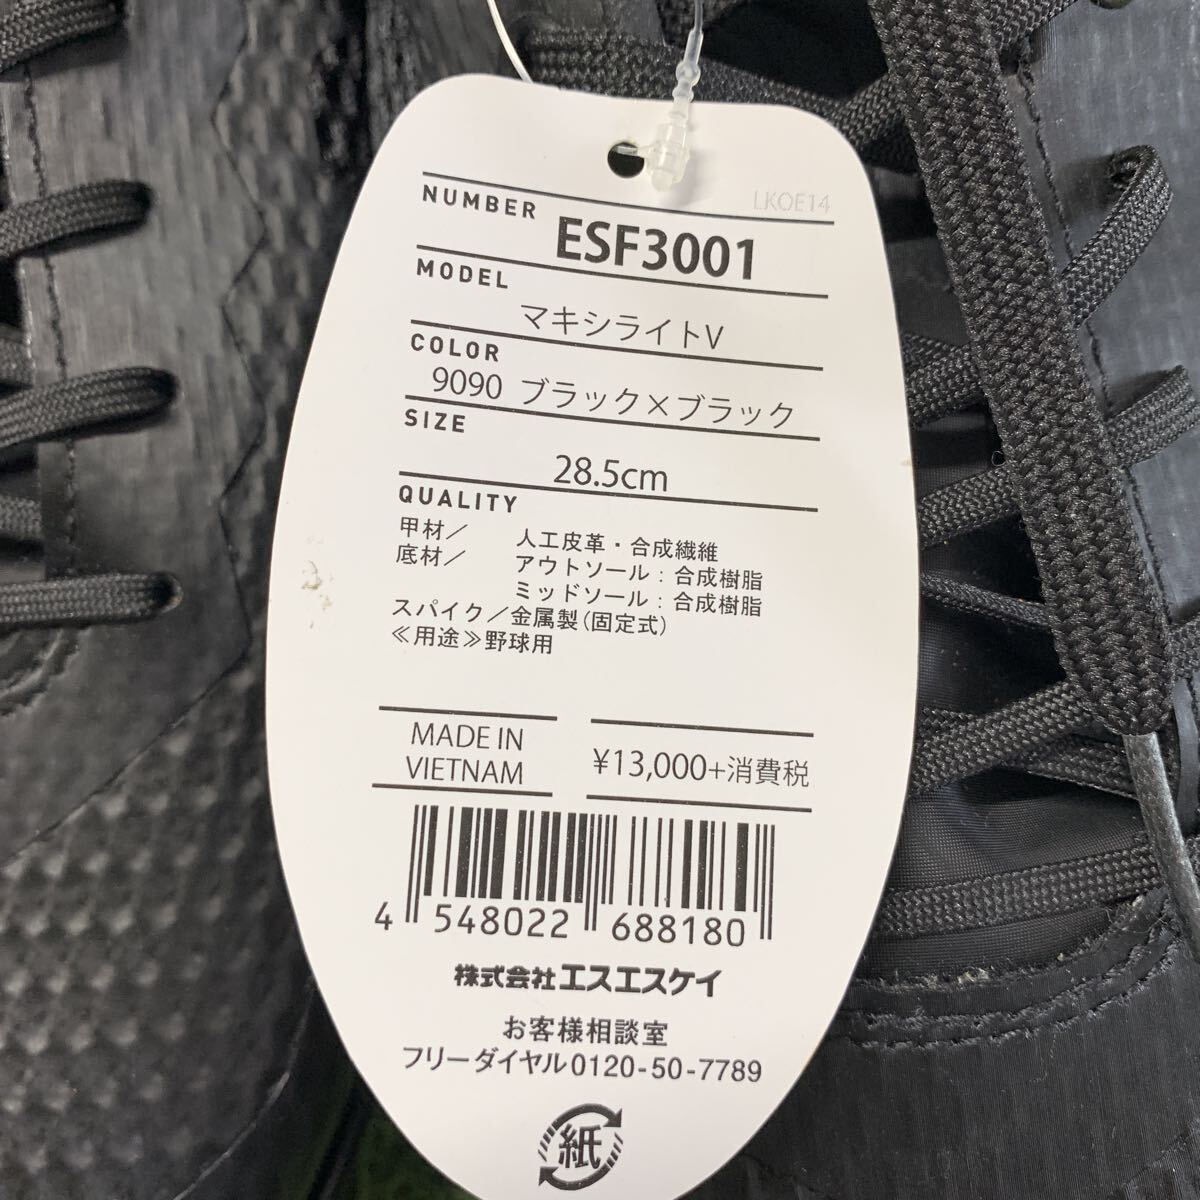 LKOE14
NUMBER ESF3001
MODEL
マキシライトV
COLOR
9090 ブラック×ブラック
SIZE
28.5cm
QUALITY
甲材／ 人工皮革・合成繊維
底材／ アウトソール：合成樹脂
ミッドソール：合成樹脂
スパイク／金属製(固定式)
≪用途≫野球用
MADE IN
VIETNAM
¥13,000+消費税
4 548022 688180
株式会社エスエスケイ
お客様相談室
フリーダイヤル0120-50-7789
紙